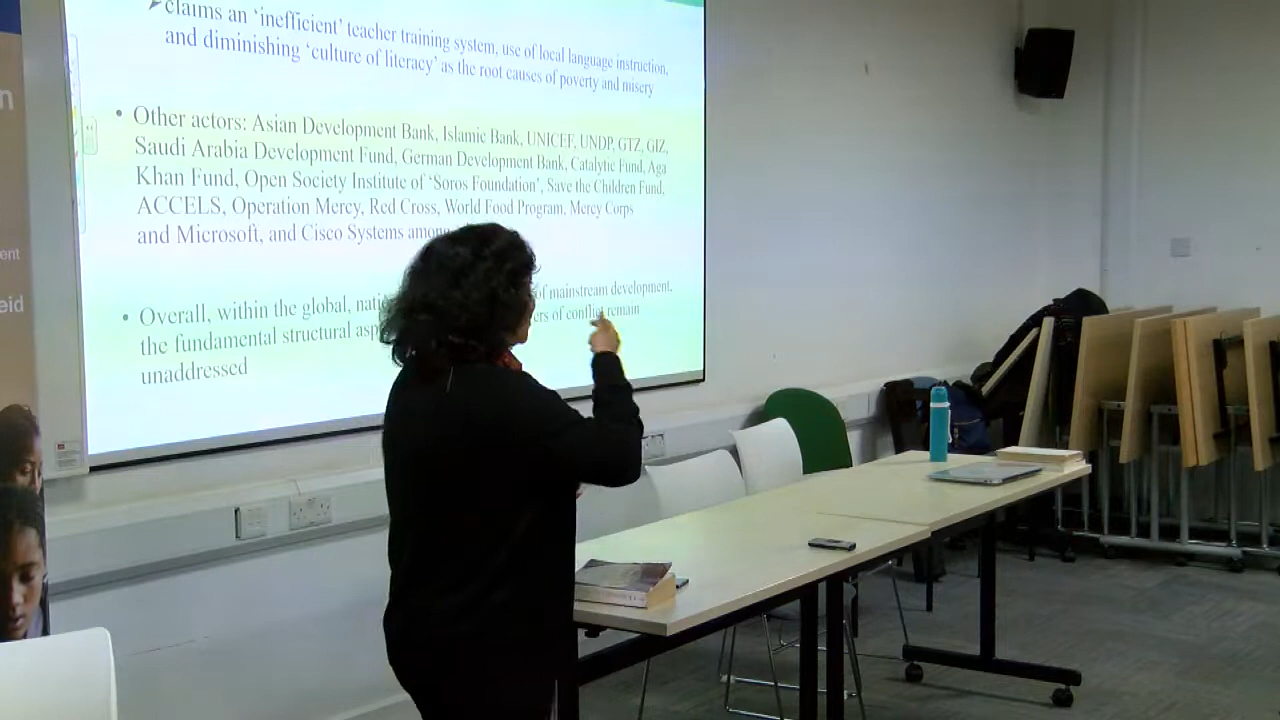 claims an ‘inefficient’ teacher training system, use of local language instruction,
and diminishing ‘culture of literacy’ as the root causes of poverty and misery
• Other actors: Asian Development Bank, Islamic Bank, UNICEF, UNDP, GTZ, GIZ,
Saudi Arabia Development Fund, German Development Bank, Catalytic Fund, Aga
Khan Fund, Open Society Institute of ‘Soros Foundation’, Save the Children Fund,
ACCELS, Operation Mercy, Red Cross, World Food Program, Mercy Corps
and Microsoft, and Cisco Systems among
• Overall, within the global, of mainstream development,
the fundamental structural of conflict remain
unaddressed